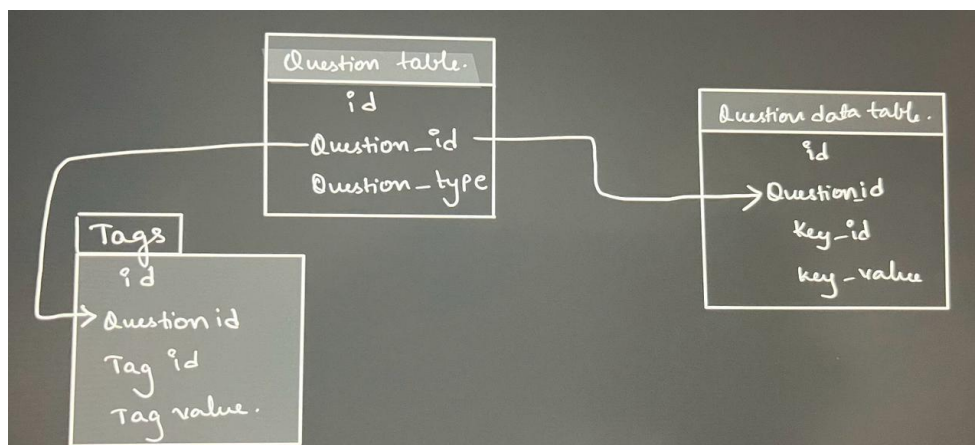 Question table.
id
Question_id
Question_type
Question data table.
id
Question_id
Key_id
key_value
Tags
id
Question id
Tag id
Tag value.